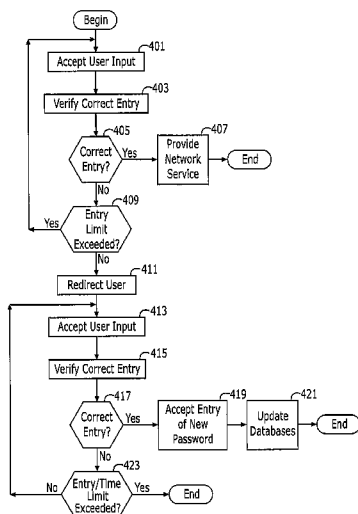 Begin
401
Accept User Input
403
Verify Correct Entry
405
Correct
Entry?
Yes
407
Provide
Network
Service
End
No
409
Entry
Limit
Exceeded?
Yes
No
411
Redirect User
413
Accept User Input
415
Verify Correct Entry
417
Correct
Entry?
Yes
419
Accept Entry
of New
Password
421
Update
Databases
End
No
423
Entry/Time
Limit
Exceeded?
No
Yes
End